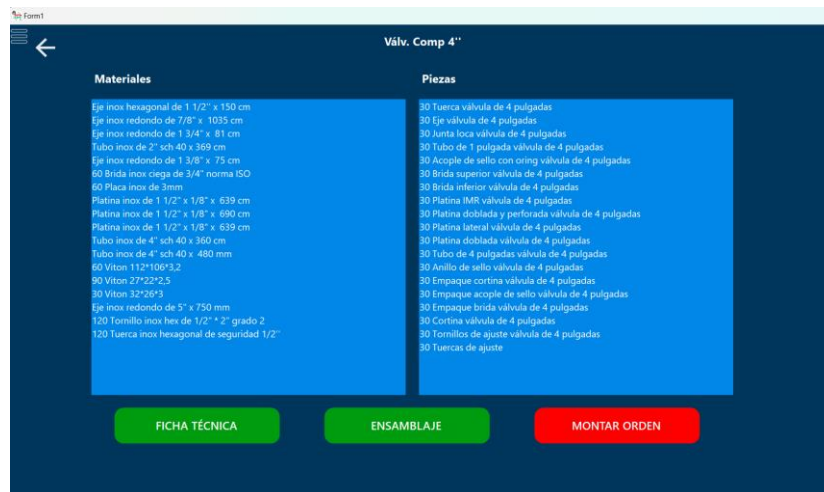 Form1
Válv. Comp 4''
Materiales
Eje inox hexagonal de 1 1/2'' x 150 cm
Eje inox redondo de 7/8" x  1035 cm
Eje inox redondo de 1 3/4" x  81 cm
Tubo inox de 2" sch 40 x 369 cm
Eje inox redondo de 1 3/8" x  75 cm
60 Brida inox ciega de 3/4" norma ISO
60 Placa inox de 3mm
Platina inox de 1 1/2" x 1/8" x  639 cm
Platina inox de 1 1/2" x 1/8" x  690 cm
Platina inox de 1 1/2" x 1/8" x  639 cm
Tubo inox de 4" sch 40 x 360 cm
Tubo inox de 4" sch 40 x  480 mm
60 Viton 112*106*3,2
90 Viton 27*22*2,5
30 Viton 32*26*3
Eje inox redondo de 5" x 750 mm
120 Tornillo inox hex de 1/2" * 2" grado 2
120 Tuerca inox hexagonal de seguridad 1/2''
Piezas
30 Tuerca válvula de 4 pulgadas
30 Eje válvula de 4 pulgadas
30 Junta loca válvula de 4 pulgadas
30 Tubo de 1 pulgada válvula de 4 pulgadas
30 Acople de sello con oring válvula de 4 pulgadas
30 Brida superior válvula de 4 pulgadas
30 Brida inferior válvula de 4 pulgadas
30 Platina IMR válvula de 4 pulgadas
30 Platina doblada y perforada válvula de 4 pulgadas
30 Platina lateral válvula de 4 pulgadas
30 Platina doblada válvula de 4 pulgadas
30 Tubo de 4 pulgadas válvula de 4 pulgadas
30 Anillo de sello válvula de 4 pulgadas
30 Empaque cortina válvula de 4 pulgadas
30 Empaque acople de sello válvula de 4 pulgadas
30 Empaque brida válvula de 4 pulgadas
30 Cortina válvula de 4 pulgadas
30 Tornillos de ajuste válvula de 4 pulgadas
30 Tuercas de ajuste
FICHA TÉCNICA
ENSAMBLAJE
MONTAR ORDEN